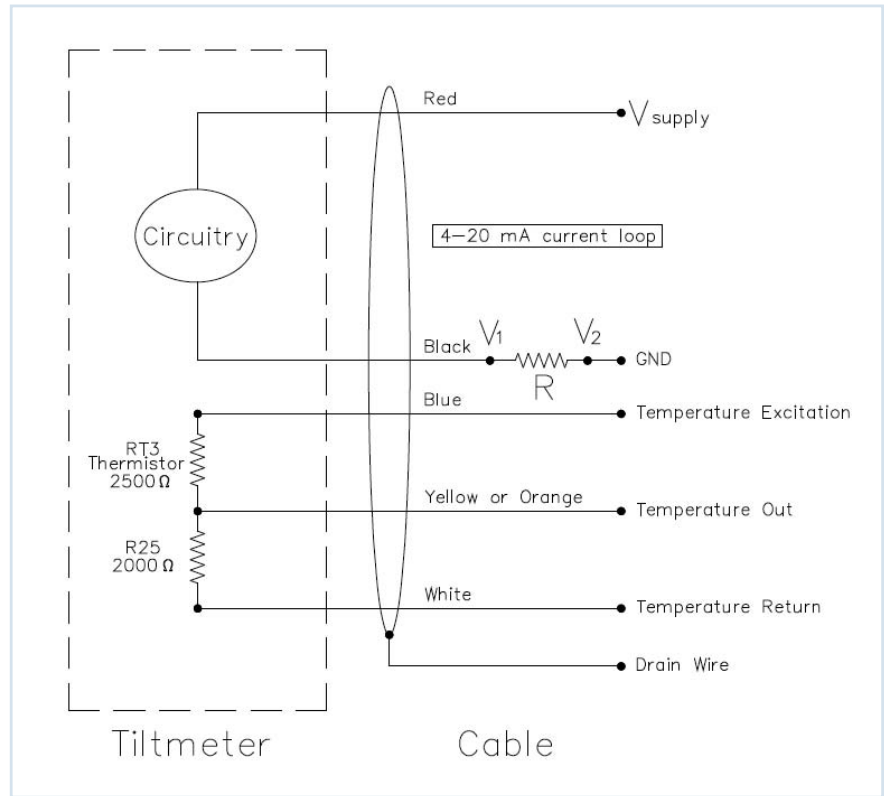 Red
V supply
Circuitry
4-20 mA current loop
Black
V1
V2
GND
R
Blue
Temperature Excitation
RT3
Thermistor
2500Ω
Yellow or Orange
Temperature Out
R25
2000Ω
White
Temperature Return
Drain Wire
Tiltmeter
Cable